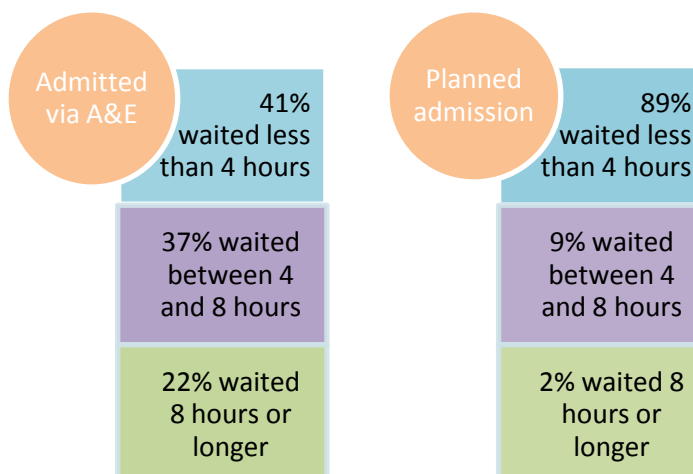 Admitted
via A&E
41%
waited less
than 4 hours
37% waited
between 4
and 8 hours
22% waited
8 hours or
longer
Planned
admission
89%
waited less
than 4 hours
9% waited
between 4
and 8 hours
2% waited 8
hours or
longer